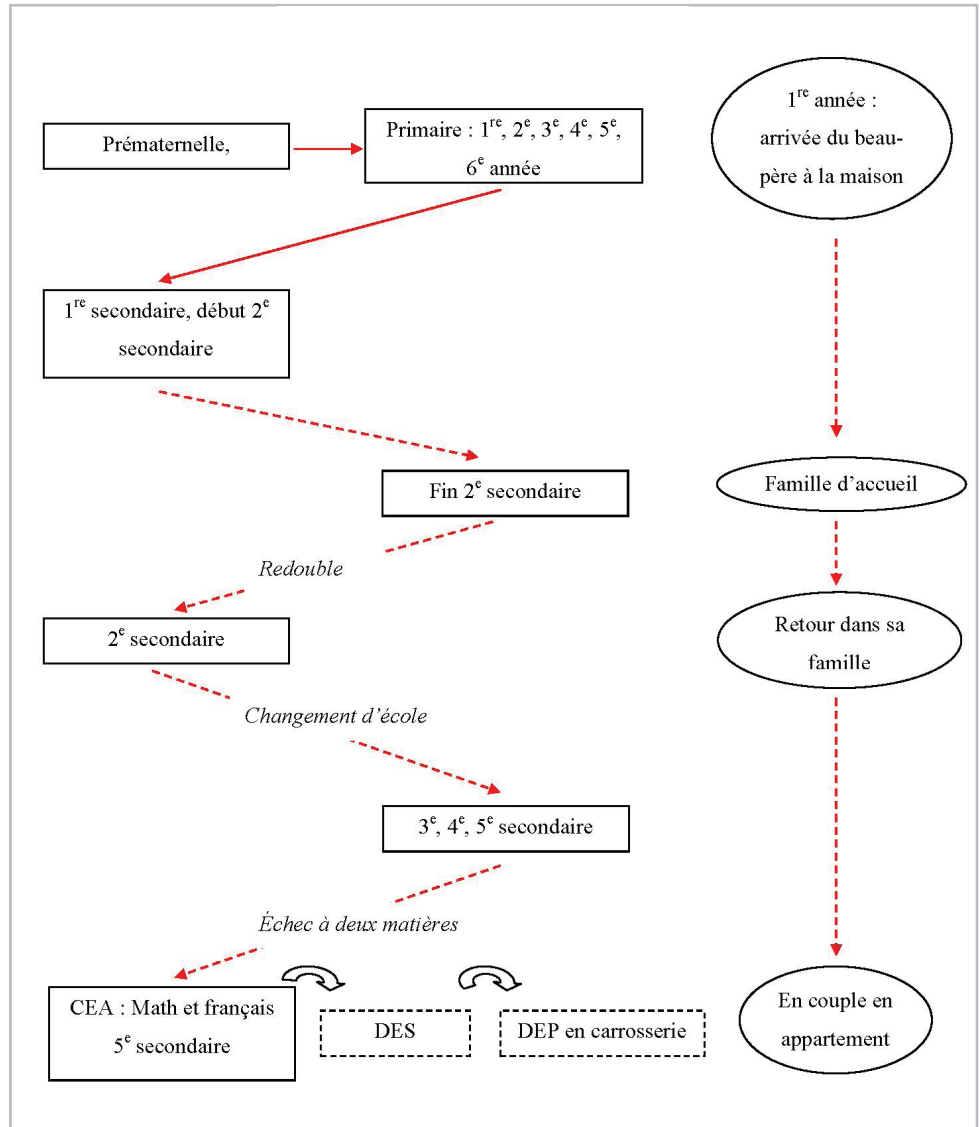 Prématernelle,
Primaire : 1re, 2e, 3e, 4e, 5e,
6e année
1re année :
arrivée du beau-
père à la maison
1re secondaire, début 2e
secondaire
Fin 2e secondaire
Famille d’accueil
Redouble
2e secondaire
Retour dans sa
famille
Changement d’école
3e, 4e, 5e secondaire
Échec à deux matières
CEA : Math et français
5e secondaire
DES
DEP en carrosserie
En couple en
appartement